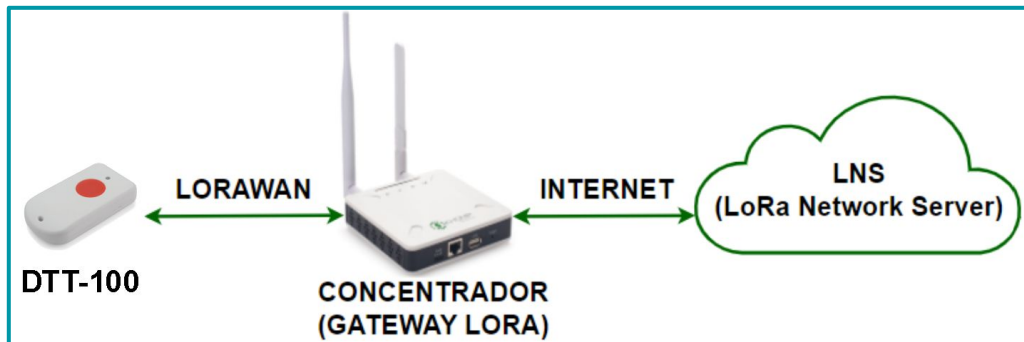 LORAWAN
INTERNET
LNS
(LoRa Network Server)
DTT-100
CONCENTRADOR
(GATEWAY LORA)